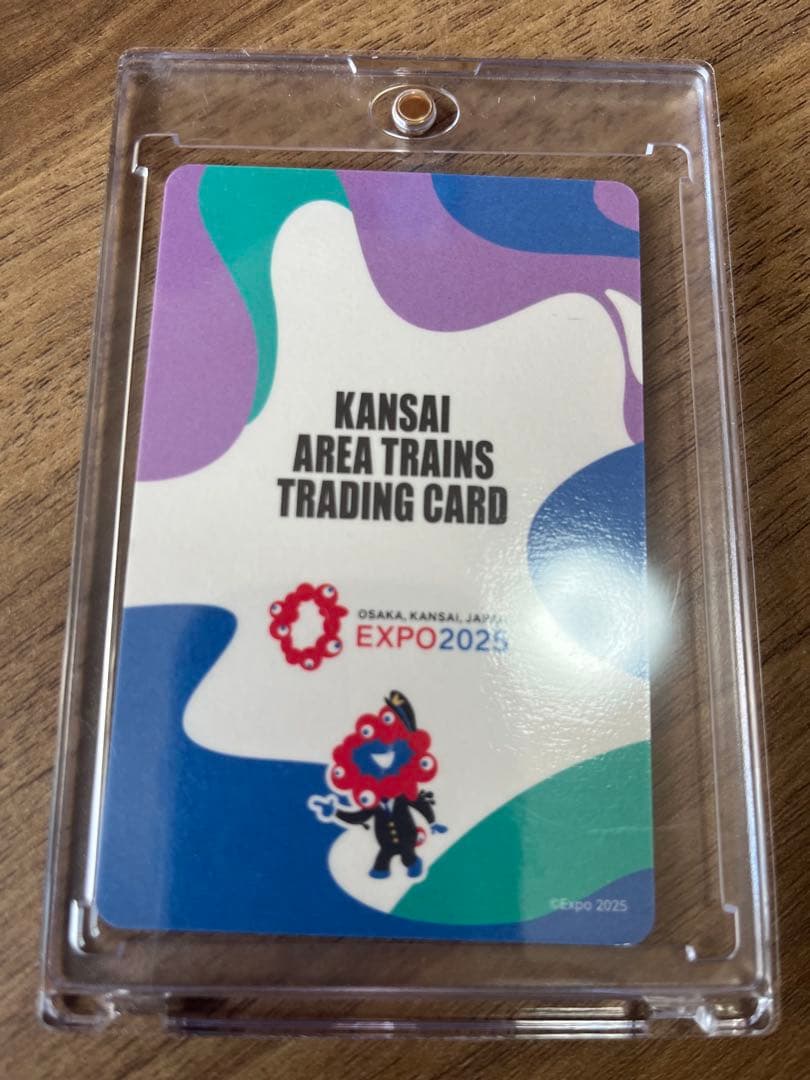 KANSAI
AREA TRAINS
TRADING CARD
OSAKA, KANSAI, JAPAN
EXPO2025
©Expo 2025